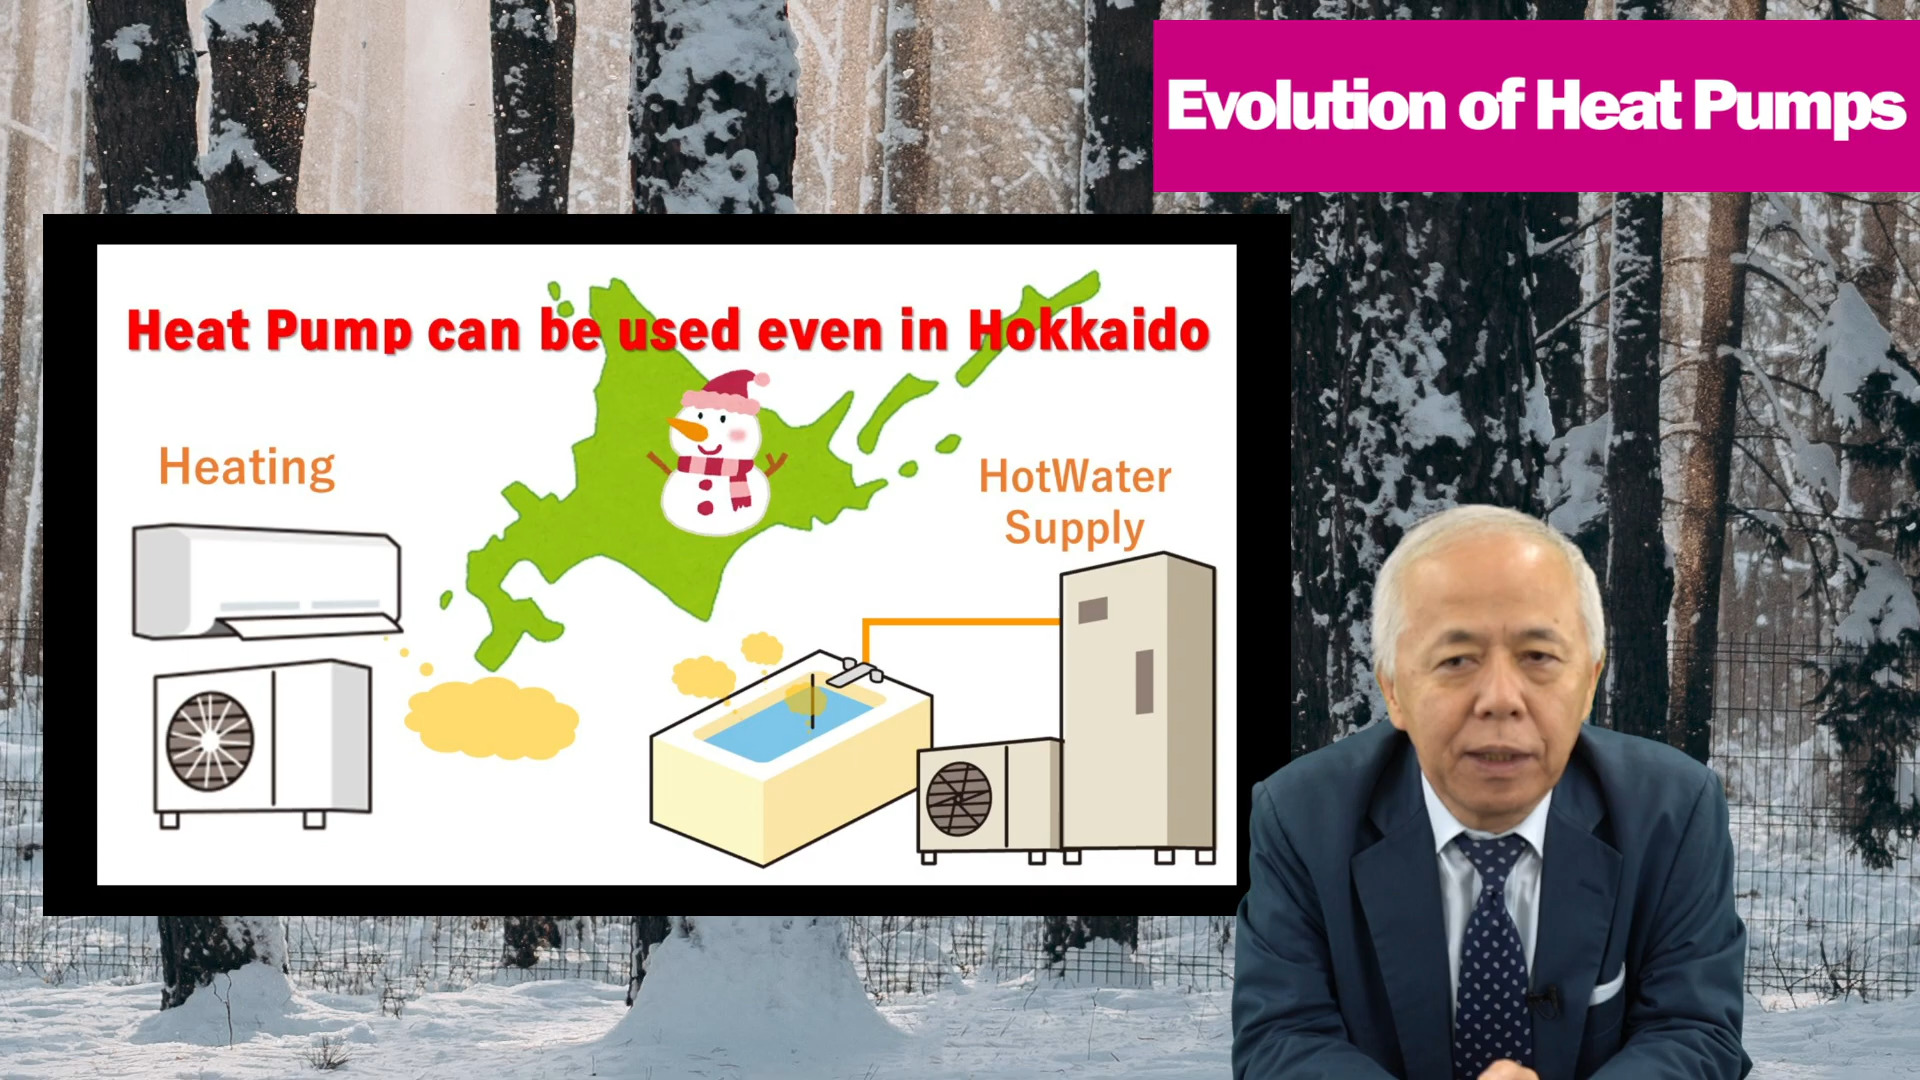 Evolution of Heat Pumps
Heat Pump can be used even in Hokkaido
Heating
HotWater
Supply